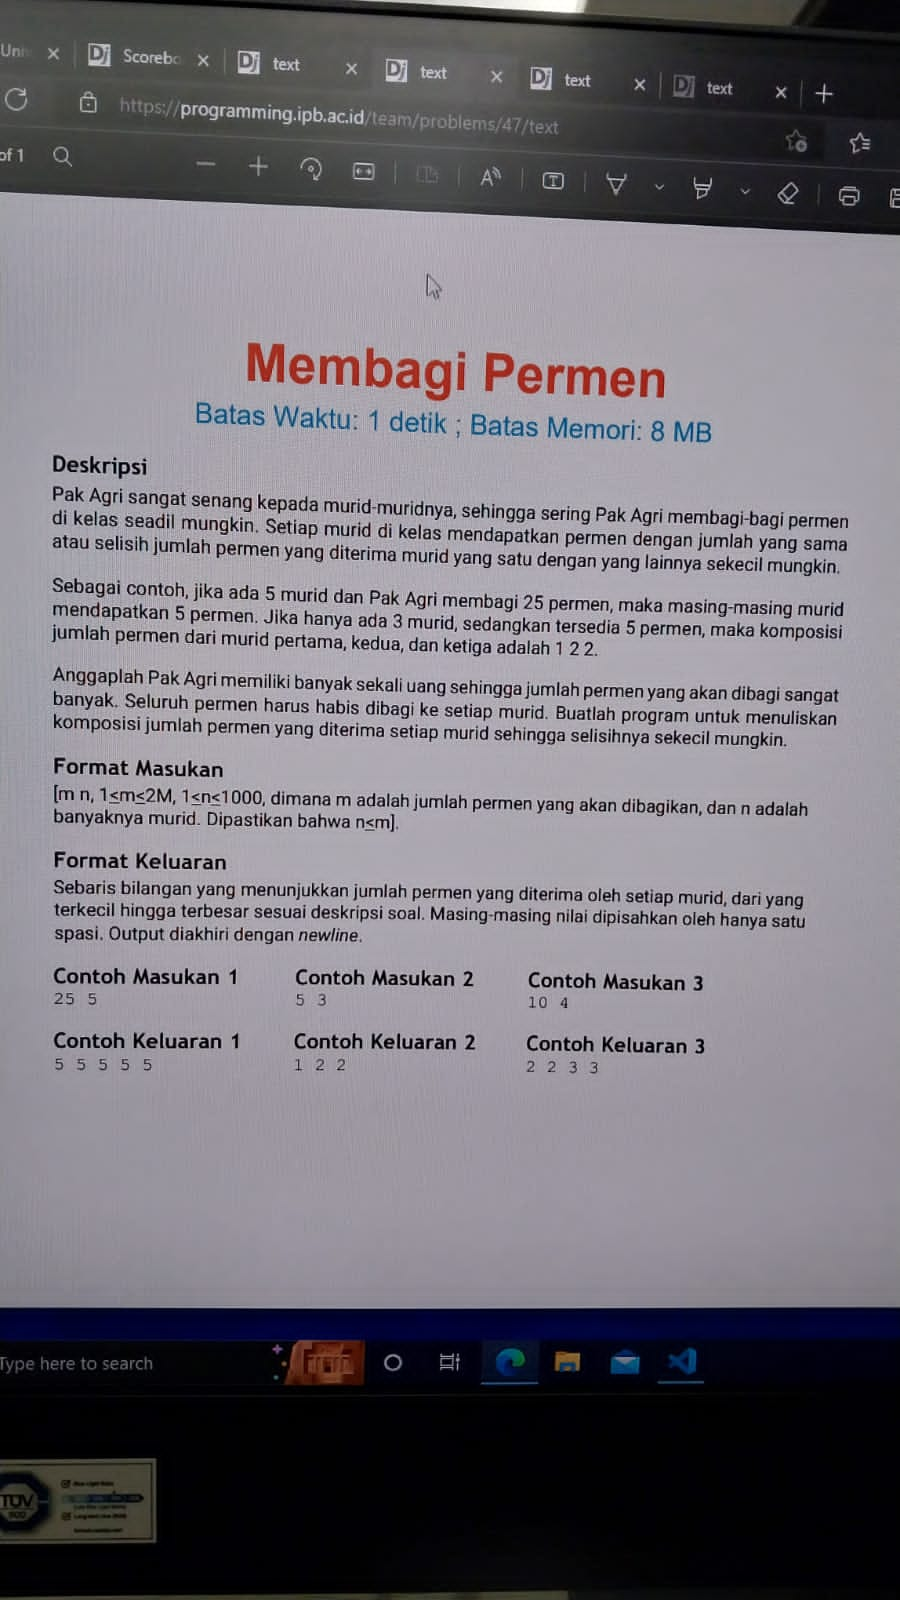 Uni
Scorebo
text
text
text
text
https://programming.ipb.ac.id/team/problems/47/text
of 1
Membagi Permen
Batas Waktu: 1 detik ; Batas Memori: 8 MB
Deskripsi
Pak Agri sangat senang kepada murid-muridnya, sehingga sering Pak Agri membagi-bagi permen
di kelas seadil mungkin. Setiap murid di kelas mendapatkan permen dengan jumlah yang sama
atau selisih jumlah permen yang diterima murid yang satu dengan yang lainnya sekecil mungkin.
Sebagai contoh, jika ada 5 murid dan Pak Agri membagi 25 permen, maka masing-masing murid
mendapatkan 5 permen. Jika hanya ada 3 murid, sedangkan tersedia 5 permen, maka komposisi
jumlah permen dari murid pertama, kedua, dan ketiga adalah 1 2 2.
Anggaplah Pak Agri memiliki banyak sekali uang sehingga jumlah permen yang akan dibagi sangat
banyak. Seluruh permen harus habis dibagi ke setiap murid. Buatlah program untuk menuliskan
komposisi jumlah permen yang diterima setiap murid sehingga selisihnya sekecil mungkin.
Format Masukan
[m n, 1≤m≤2M, 1≤n≤1000, dimana m adalah jumlah permen yang akan dibagikan, dan n adalah
banyaknya murid. Dipastikan bahwa n≤m].
Format Keluaran
Sebaris bilangan yang menunjukkan jumlah permen yang diterima oleh setiap murid, dari yang
terkecil hingga terbesar sesuai deskripsi soal. Masing-masing nilai dipisahkan oleh hanya satu
spasi. Output diakhiri dengan newline.
Contoh Masukan 1 Contoh Masukan 2 Contoh Masukan 3
25 5 5 3 10 4
Contoh Keluaran 1 Contoh Keluaran 2 Contoh Keluaran 3
5 5 5 5 5 1 2 2 2 2 3 3
Type here to search
TÜV
SÜD